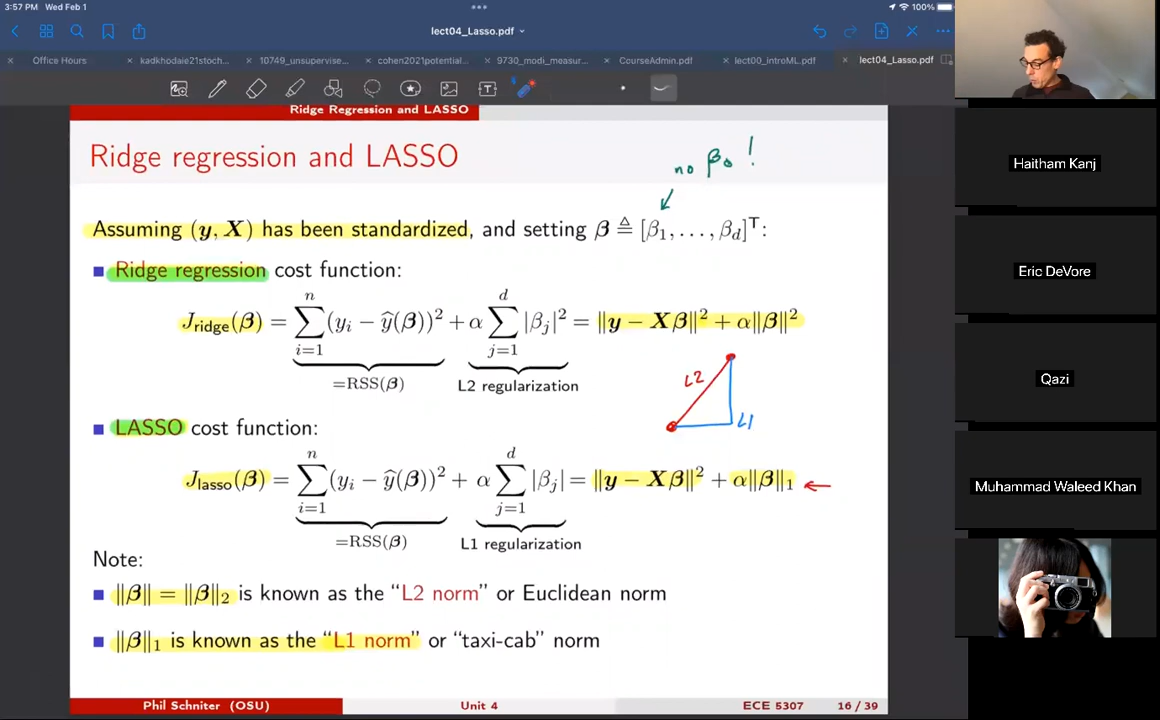 3:57 PM Wed Feb 1
100%
lect04_Lasso.pdf
Office Hours
kadkhodaie21stoch...
10749_unsupervise...
cohen2021potential...
9730_modi_measur...
CourseAdmin.pdf
lect00_introML.pdf
lect04_Lasso.pdf
Ridge Regression and LASSO
Ridge regression and LASSO
no β₀ !
Assuming (y, X) has been standardized, and setting β ≜ [β₁, …, β_d]ᵀ:
Ridge regression cost function:
J_ridge(β) = ∑_{i=1}^{n} (y_i − ŷ(β))² + α ∑_{j=1}^{d} |β_j|² = ‖y − Xβ‖² + α‖β‖²
=RSS(β) L2 regularization
L2
L1
LASSO cost function:
J_lasso(β) = ∑_{i=1}^{n} (y_i − ŷ(β))² + α ∑_{j=1}^{d} |β_j| = ‖y − Xβ‖² + α‖β‖₁
=RSS(β) L1 regularization
Note:
‖β‖ = ‖β‖₂ is known as the “L2 norm” or Euclidean norm
‖β‖₁ is known as the “L1 norm” or “taxi-cab” norm
Phil Schniter (OSU) Unit 4 ECE 5307 16 / 39
Haitham Kanj
Eric DeVore
Qazi
Muhammad Waleed Khan